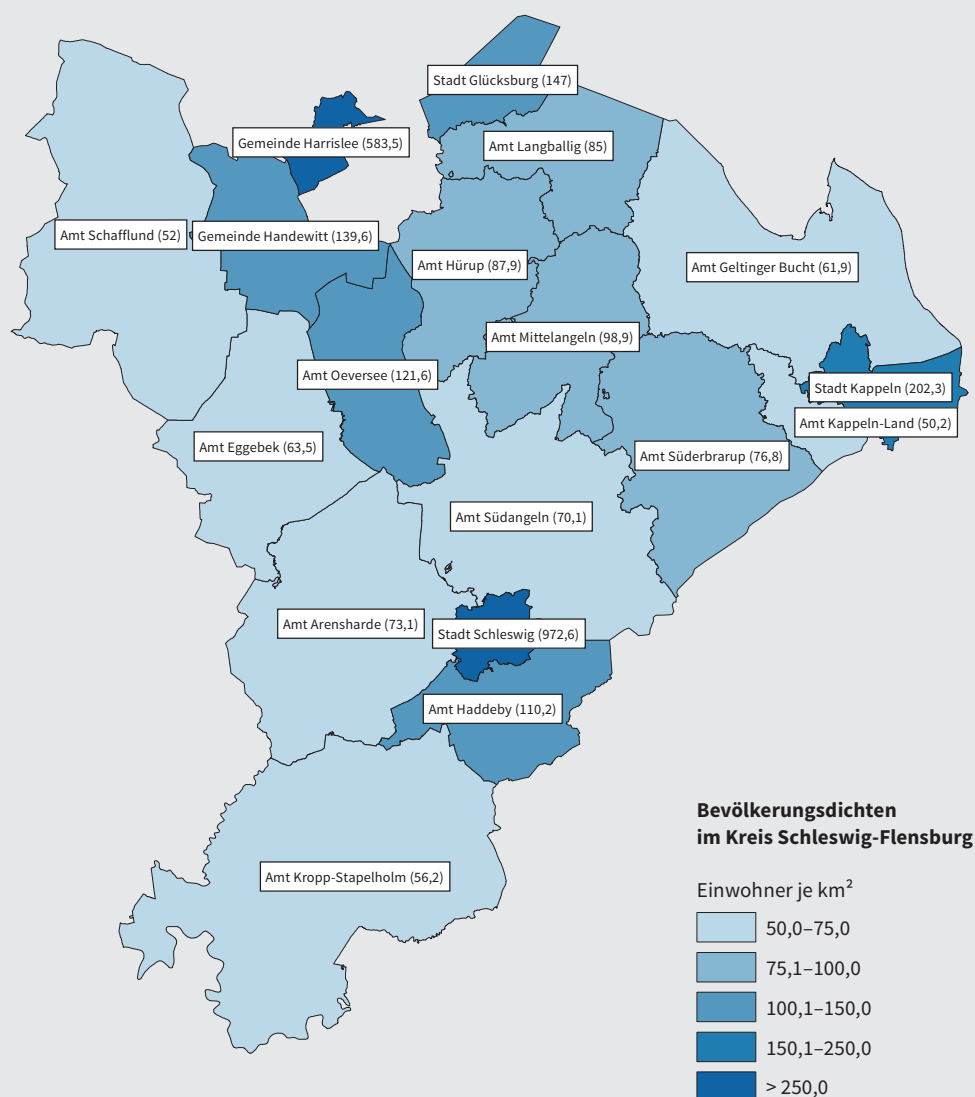 Stadt Glücksburg (147)
Gemeinde Harrislee (583,5)
Amt Langballig (85)
Amt Schafflund (52)
Gemeinde Handewitt (139,6)
Amt Hürup (87,9)
Amt Geltinger Bucht (61,9)
Amt Mittelangeln (98,9)
Amt Oeversee (121,6)
Stadt Kappeln (202,3)
Amt Kappeln-Land (50,2)
Amt Eggebek (63,5)
Amt Süderbrarup (76,8)
Amt Südangeln (70,1)
Amt Arensharde (73,1)
Stadt Schleswig (972,6)
Amt Haddeby (110,2)
Amt Kropp-Stapelholm (56,2)
Bevölkerungsdichten
im Kreis Schleswig-Flensburg
Einwohner je km²
50,0–75,0
75,1–100,0
100,1–150,0
150,1–250,0
> 250,0